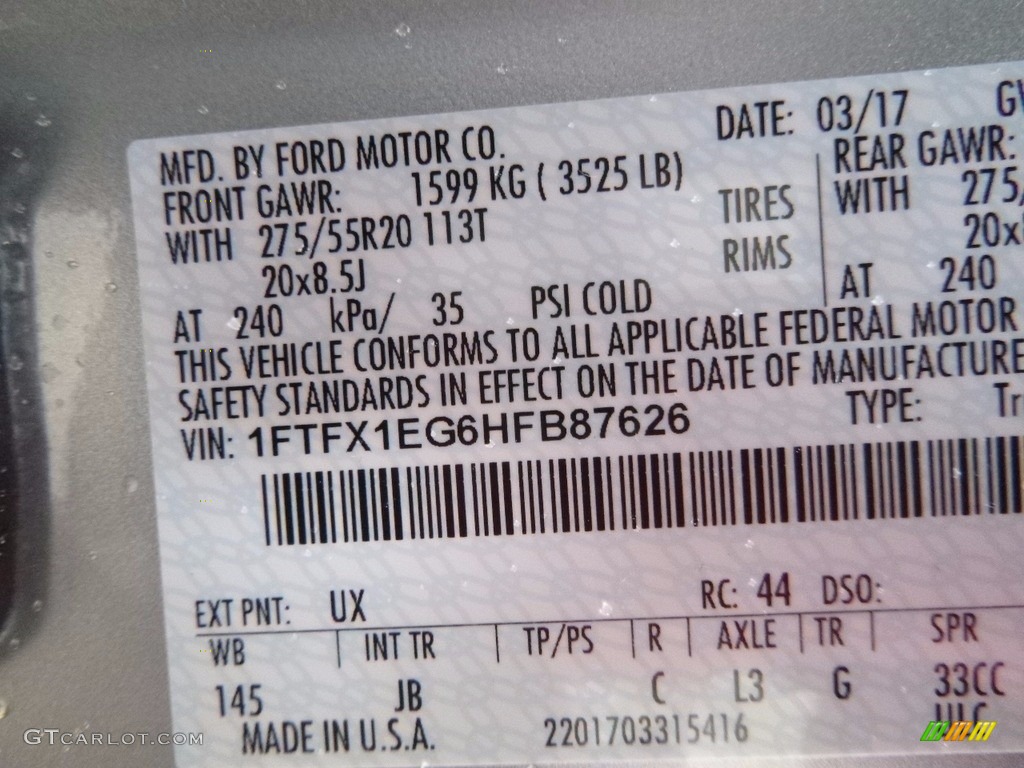 MFD. BY FORD MOTOR CO.
DATE: 03/17
FRONT GAWR: 1599 KG ( 3525 LB)
REAR GAWR:
WITH 275/55R20 113T TIRES WITH
20x8.5J RIMS
AT 240 kPa/ 35 PSI COLD AT 240
THIS VEHICLE CONFORMS TO ALL APPLICABLE FEDERAL MOTOR
SAFETY STANDARDS IN EFFECT ON THE DATE OF MANUFACTURE
VIN: 1FTFX1EG6HFB87626 TYPE:
EXT PNT: UX RC: 44 DSO:
WB INT TR TP/PS R AXLE TR SPR
145 JB C L3 G 33CC
MADE IN U.S.A. 2201703315416
GTCARLOT.COM